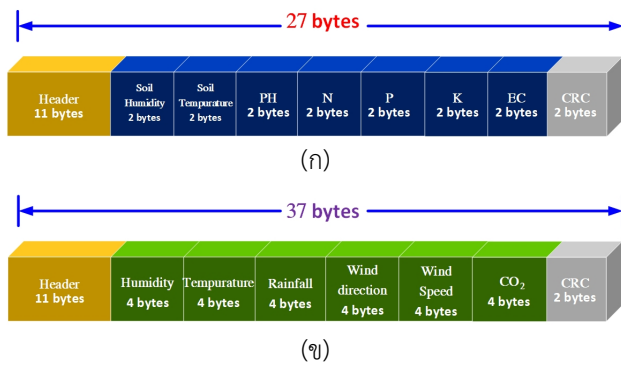 27 bytes
Header
11 bytes
Soil
Humidity
2 bytes
Soil
Tempurature
2 bytes
PH
2 bytes
N
2 bytes
P
2 bytes
K
2 bytes
EC
2 bytes
CRC
2 bytes
(ก)
37 bytes
Header
11 bytes
Humidity
4 bytes
Tempurature
4 bytes
Rainfall
4 bytes
Wind
direction
4 bytes
Wind
Speed
4 bytes
CO₂
4 bytes
CRC
2 bytes
(ข)